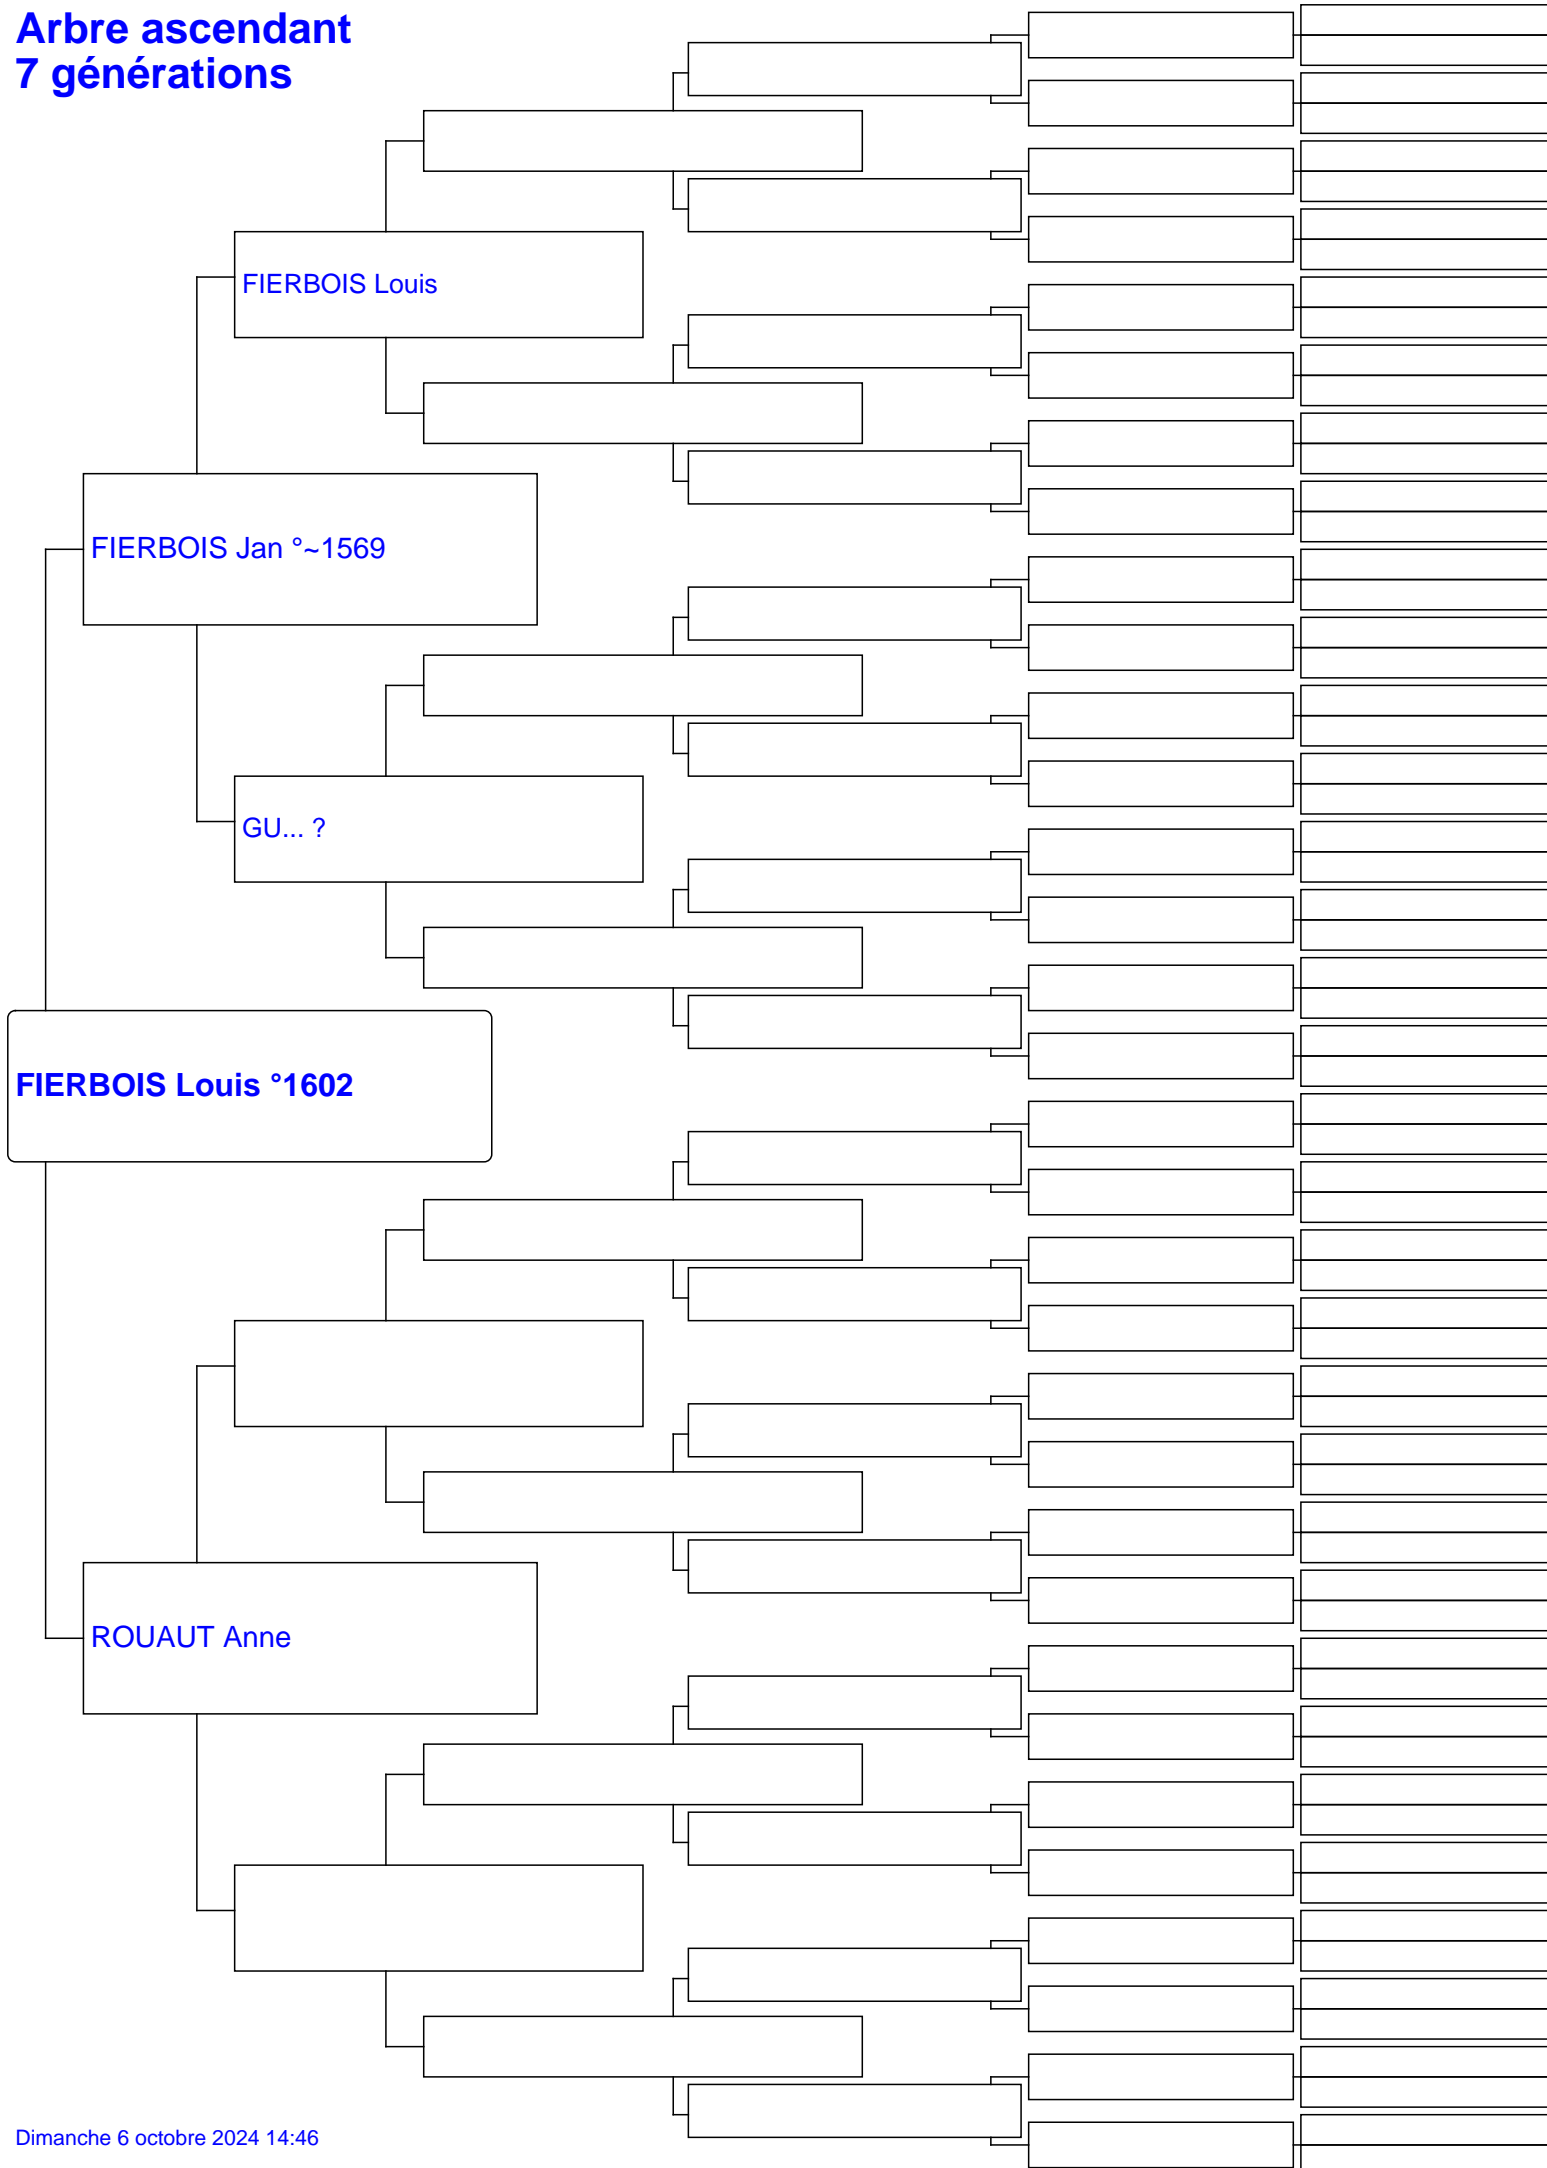 Arbre ascendant
7 générations
FIERBOIS Louis
FIERBOIS Jan °~1569
GU... ?
FIERBOIS Louis °1602
ROUAUT Anne
Dimanche 6 octobre 2024 14:46